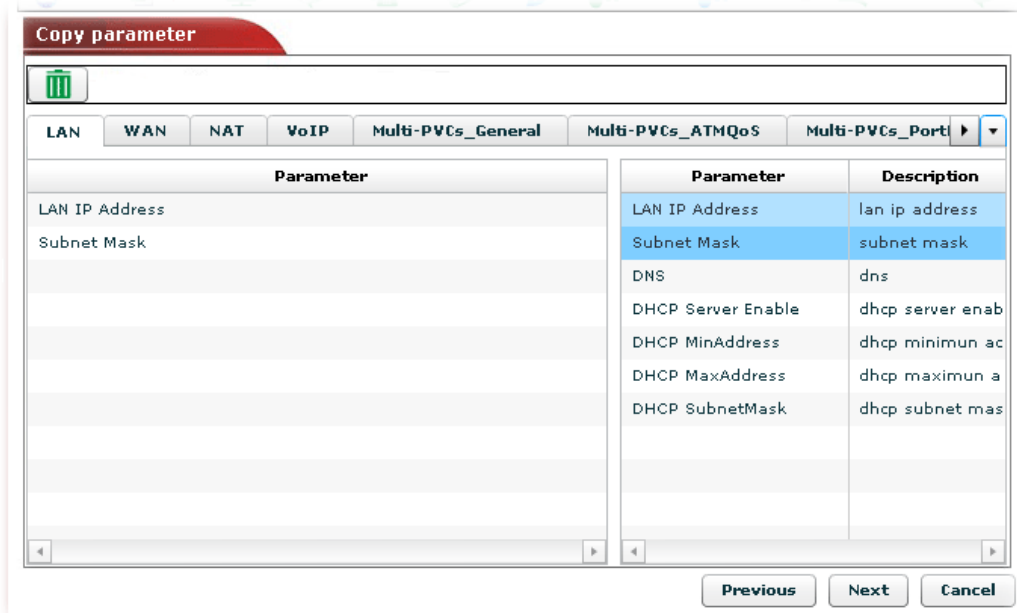 Copy parameter
LAN WAN NAT VoIP Multi-PVCs_General Multi-PVCs_ATMQoS Multi-PVCs_Port
Parameter Parameter Description
LAN IP Address LAN IP Address lan ip address
Subnet Mask Subnet Mask subnet mask
DNS dns
DHCP Server Enable dhcp server enab
DHCP MinAddress dhcp minimun ac
DHCP MaxAddress dhcp maximun a
DHCP SubnetMask dhcp subnet mas
Previous Next Cancel